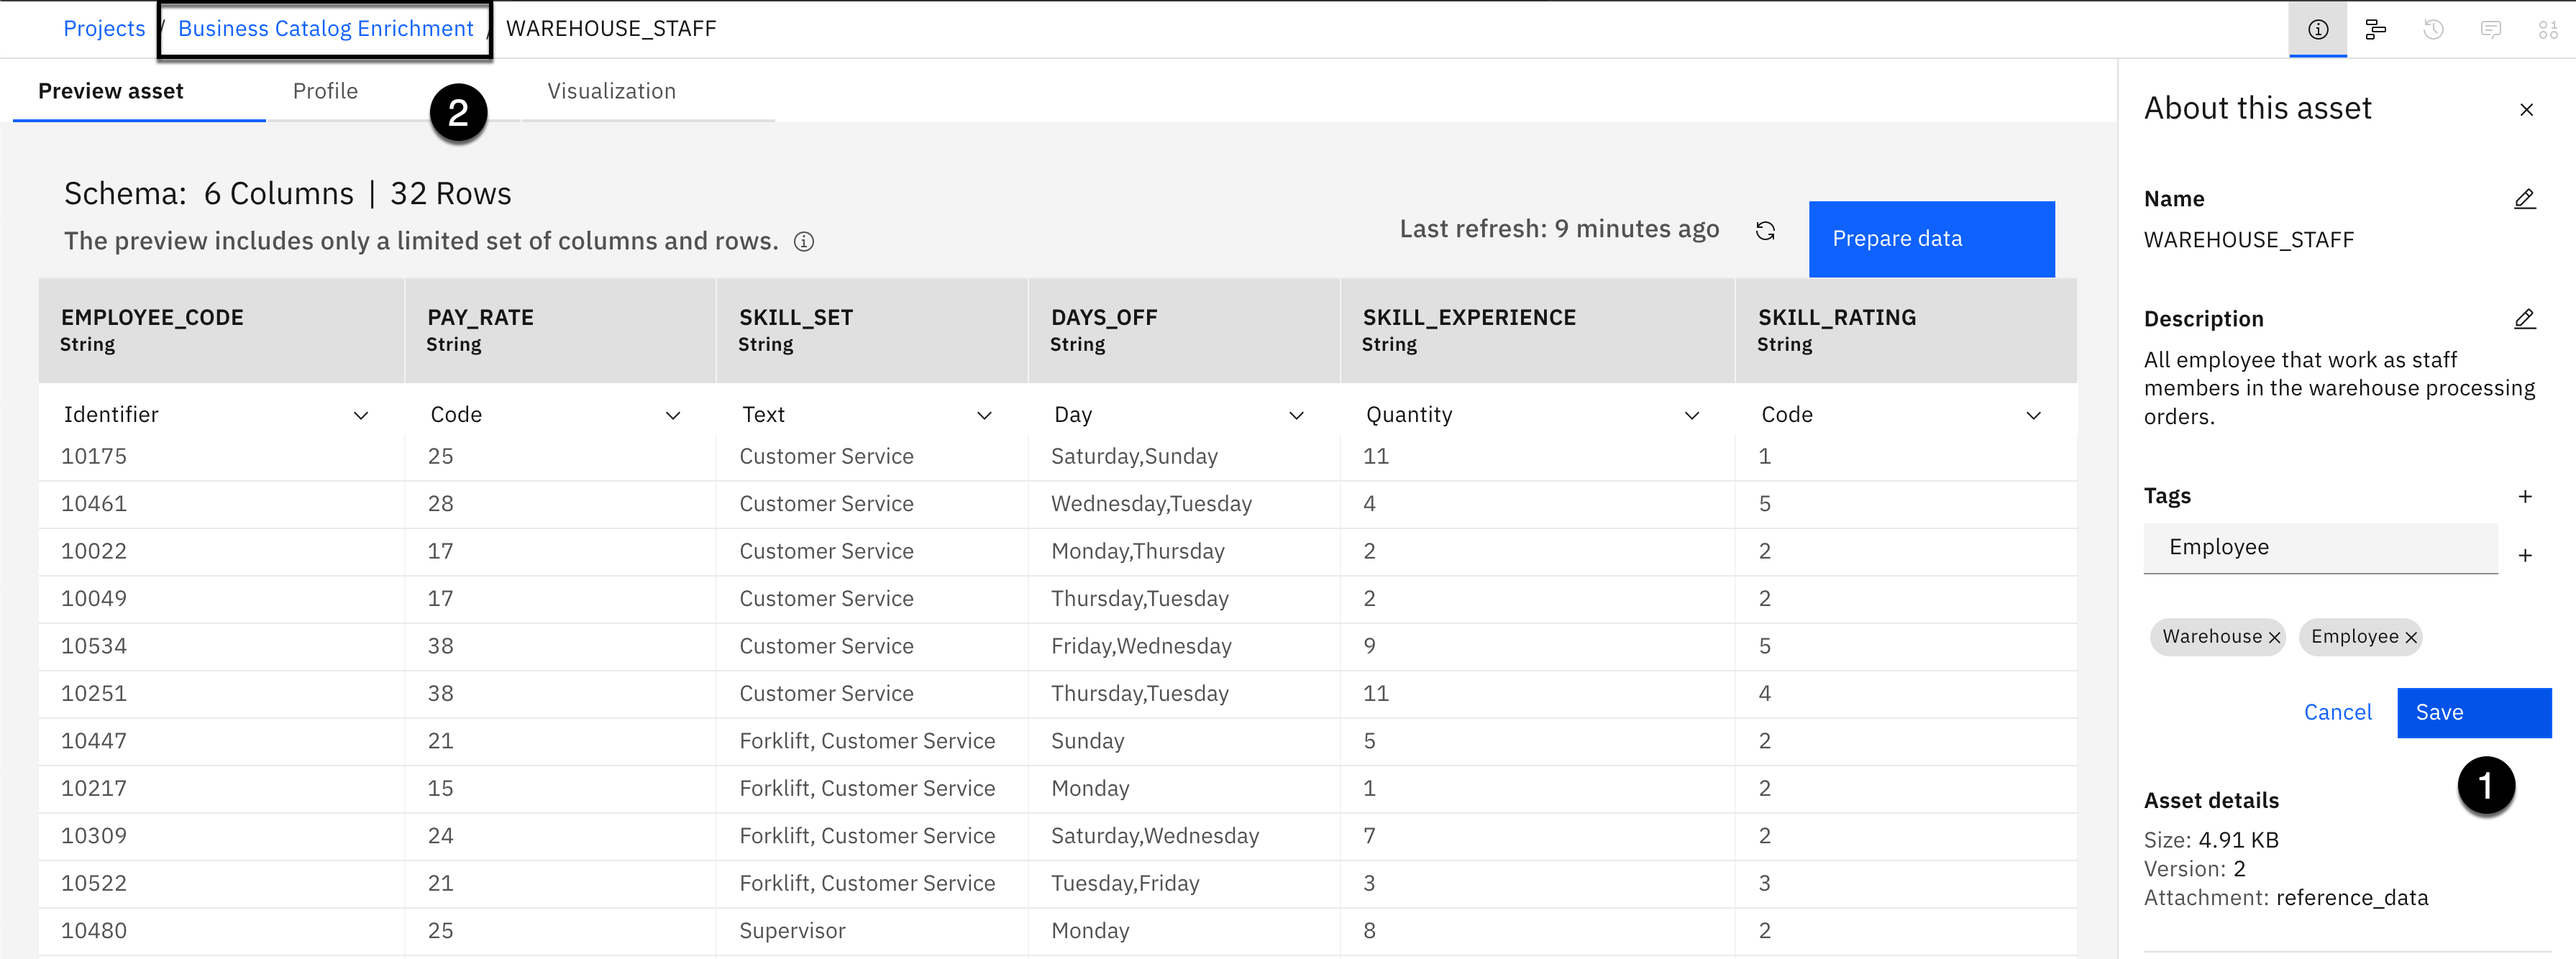 Projects / Business Catalog Enrichment / WAREHOUSE_STAFF
Preview asset Profile Visualization
2
Schema: 6 Columns | 32 Rows
The preview includes only a limited set of columns and rows.
Last refresh: 9 minutes ago
Prepare data
EMPLOYEE_CODE PAY_RATE SKILL_SET DAYS_OFF SKILL_EXPERIENCE SKILL_RATING
String String String String String String
Identifier Code Text Day Quantity Code
10175 25 Customer Service Saturday,Sunday 11 1
10461 28 Customer Service Wednesday,Tuesday 4 5
10022 17 Customer Service Monday,Thursday 2 2
10049 17 Customer Service Thursday,Tuesday 2 2
10534 38 Customer Service Friday,Wednesday 9 5
10251 38 Customer Service Thursday,Tuesday 11 4
10447 21 Forklift, Customer Service Sunday 5 2
10217 15 Forklift, Customer Service Monday 1 2
10309 24 Forklift, Customer Service Saturday,Wednesday 7 2
10522 21 Forklift, Customer Service Tuesday,Friday 3 3
10480 25 Supervisor Monday 8 2
About this asset
Name
WAREHOUSE_STAFF
Description
All employee that work as staff
members in the warehouse processing
orders.
Tags
Employee
Warehouse Employee
Cancel Save
1
Asset details
Size: 4.91 KB
Version: 2
Attachment: reference_data